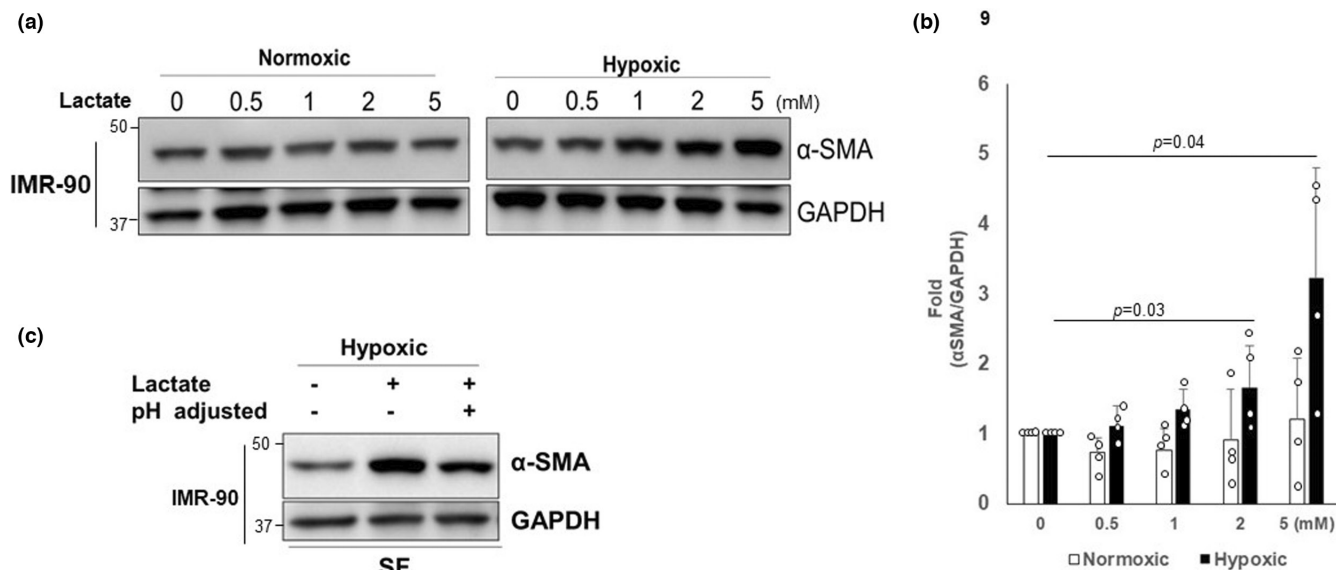 (a)
Normoxic
Hypoxic
Lactate 0 0.5 1 2 5 0 0.5 1 2 5 (mM)
50
α-SMA
IMR-90
GAPDH
37
(b)
9
6
5
4
3
2
1
0
Fold
(αSMA/GAPDH)
p=0.04
p=0.03
0 0.5 1 2 5 (mM)
Normoxic Hypoxic
(c)
Hypoxic
Lactate - + +
pH adjusted - - +
50
α-SMA
IMR-90
GAPDH
37